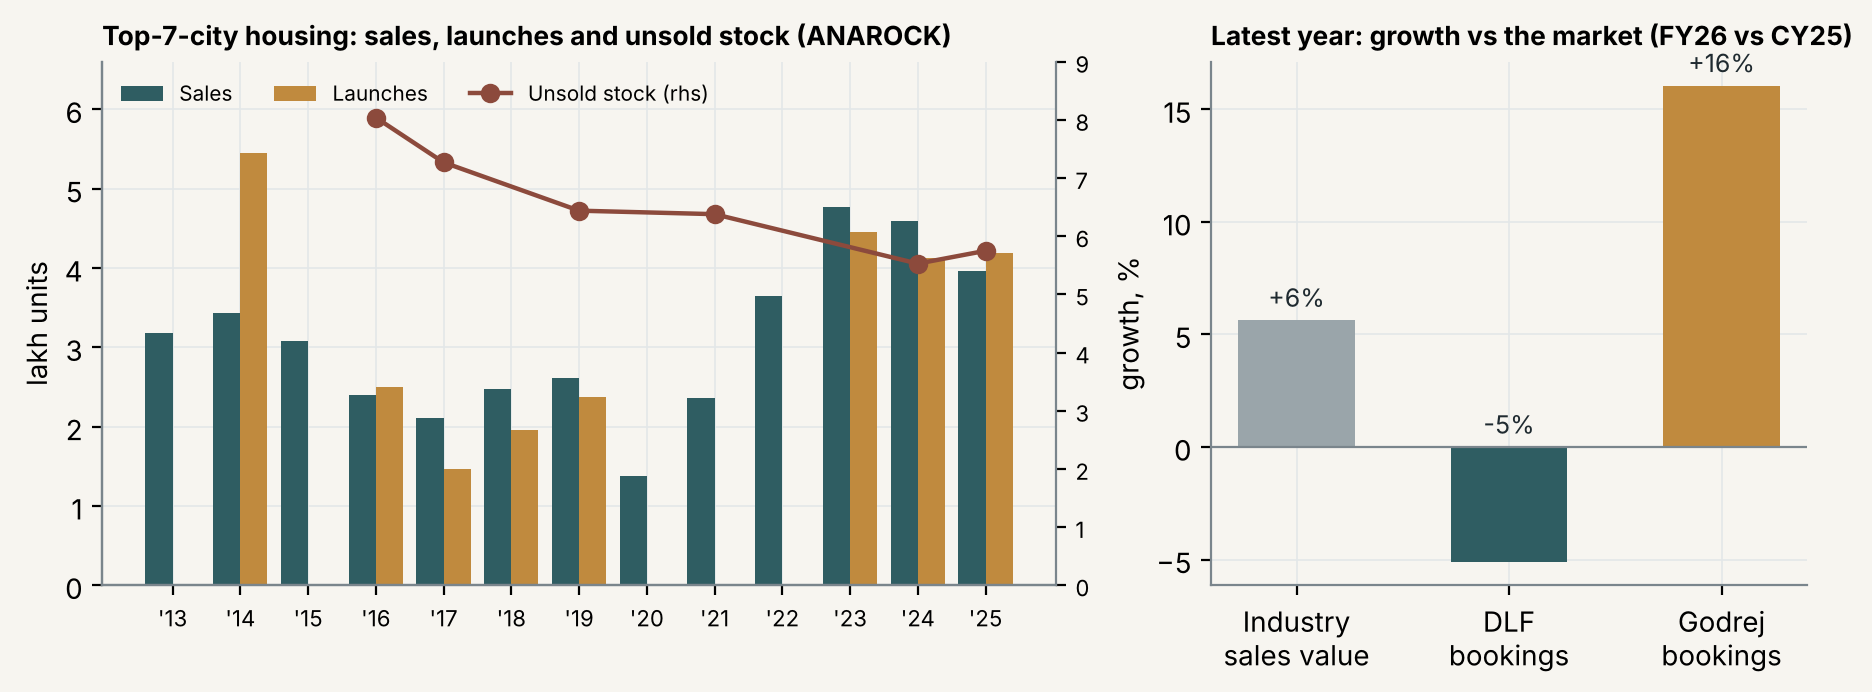 Top-7-city housing: sales, launches and unsold stock (ANAROCK)
Sales
Launches
Unsold stock (rhs)
lakh units
6
5
4
3
2
1
0
9
8
7
6
5
4
3
2
1
0
'13
'14
'15
'16
'17
'18
'19
'20
'21
'22
'23
'24
'25
Latest year: growth vs the market (FY26 vs CY25)
growth, %
15
10
5
0
−5
+6%
-5%
+16%
Industry
sales value
DLF
bookings
Godrej
bookings